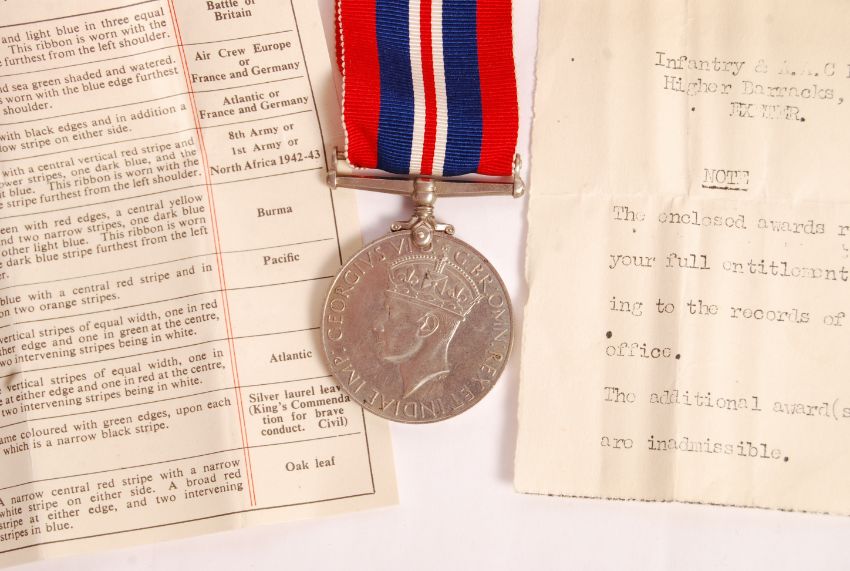 and light blue in three equal
This ribbon is worn with the
furthest from the left shoulder.
Battle of
Britain
nd sea green shaded and watered.
s worn with the blue edge furthest
shoulder.
Air Crew Europe
or
France and Germany
with black edges and in addition a
low stripe on either side.
Atlantic or
France and Germany
with a central vertical red stripe and
rower stripes, one dark blue, and the
t blue. This ribbon is worn with the
e stripe furthest from the left shoulder.
8th Army or
1st Army or
North Africa 1942-43
een with red edges, a central yellow
and two narrow stripes, one dark blue
other light blue. This ribbon is worn
e dark blue stripe furthest from the left
er.
Burma
blue with a central red stripe and in
on two orange stripes.
Pacific
vertical stripes of equal width, one in red
ther edge and one in green at the centre,
two intervening stripes being in white.
vertical stripes of equal width, one in
e at either edge and one in red at the centre,
two intervening stripes being in white.
Atlantic
ame coloured with green edges, upon each
which is a narrow black stripe.
Silver laurel leav
(King's Commenda
tion for brave
conduct. Civil)
A narrow central red stripe with a narrow
white stripe on either side. A broad red
stripe at either edge, and two intervening
stripes in blue.
Oak leaf
GEORGIVS VI D:G:BR:OMN:REX ET INDIAE IMP:
Infantry &
Higher Barracks,
NOTE
The enclosed awards r
your full entitlement
ing to the records of
office.
The additional award(s
are inadmissible.